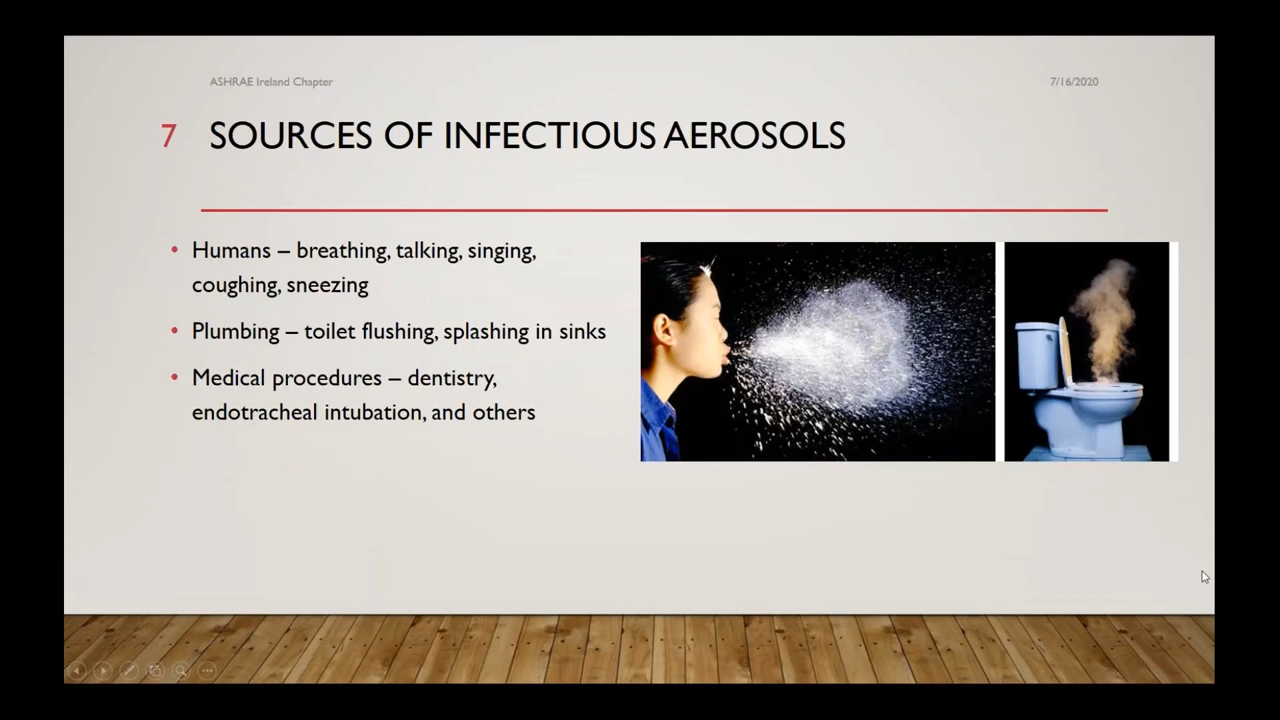 ASHRAE Ireland Chapter
7/16/2020
7 SOURCES OF INFECTIOUS AEROSOLS
• Humans – breathing, talking, singing,
coughing, sneezing
• Plumbing – toilet flushing, splashing in sinks
• Medical procedures – dentistry,
endotracheal intubation, and others